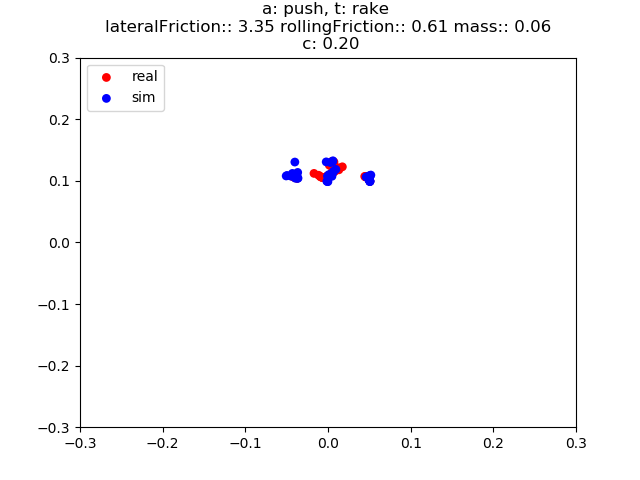 a: push, t: rake
lateralFriction:: 3.35 rollingFriction:: 0.61 mass:: 0.06
c: 0.20
real
sim
0.3
0.2
0.1
0.0
−0.1
−0.2
−0.3
−0.3 −0.2 −0.1 0.0 0.1 0.2 0.3